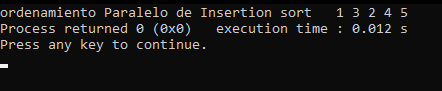 ordenamiento Paralelo de Insertion sort   1 3 2 4 5
Process returned 0 (0x0)   execution time : 0.012 s
Press any key to continue.